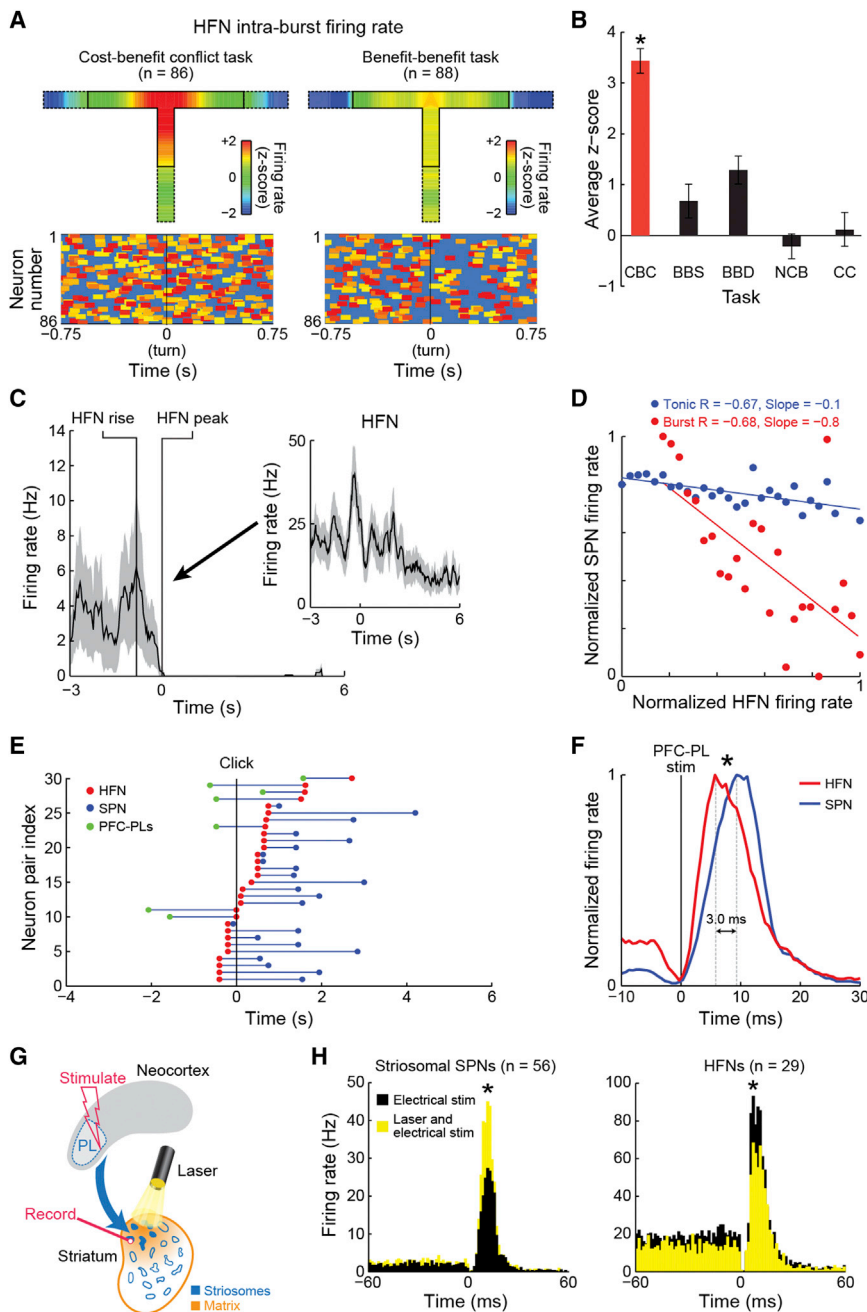 A
HFN intra-burst firing rate
Cost-benefit conflict task
(n = 86)
Benefit-benefit task
(n = 88)
+2
0
−2
Firing rate
(z-score)
+2
0
−2
Firing rate
(z-score)
Neuron
number
1
86
−0.75
0
0.75
(turn)
Time (s)
−0.75
0
0.75
(turn)
Time (s)
B
*
Average z-score
4
3
2
1
0
−1
CBC BBS BBD NCB CC
Task
C
HFN rise
HFN peak
Firing rate (Hz)
14
12
10
8
6
4
2
0
−3 0 6
Time (s)
HFN
Firing rate (Hz)
50
25
0
−3 0 3 6
Time (s)
D
Tonic R = −0.67, Slope = −0.1
Burst R = −0.68, Slope = −0.8
Normalized SPN firing rate
1
0
0 1
Normalized HFN firing rate
E
Click
HFN
SPN
PFC-PLs
Neuron pair index
30
25
20
15
10
5
0
−4 −2 0 2 4 6
Time (s)
F
PFC-PL
stim
*
HFN
SPN
Normalized firing rate
1
0
3.0 ms
−10 0 10 20 30
Time (ms)
G
Stimulate
Neocortex
PL
Laser
Record
Striatum
Striosomes
Matrix
H
Striosomal SPNs (n = 56)
*
Electrical stim
Laser and
electrical stim
Firing rate (Hz)
50
40
30
20
10
0
−60 0 60
Time (ms)
HFNs (n = 29)
*
100
80
60
40
20
0
−60 0 60
Time (ms)